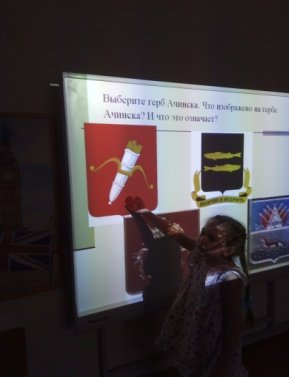 Выберите герб Ачинска. Что изображено на гербе
Ачинска? И что это означает?